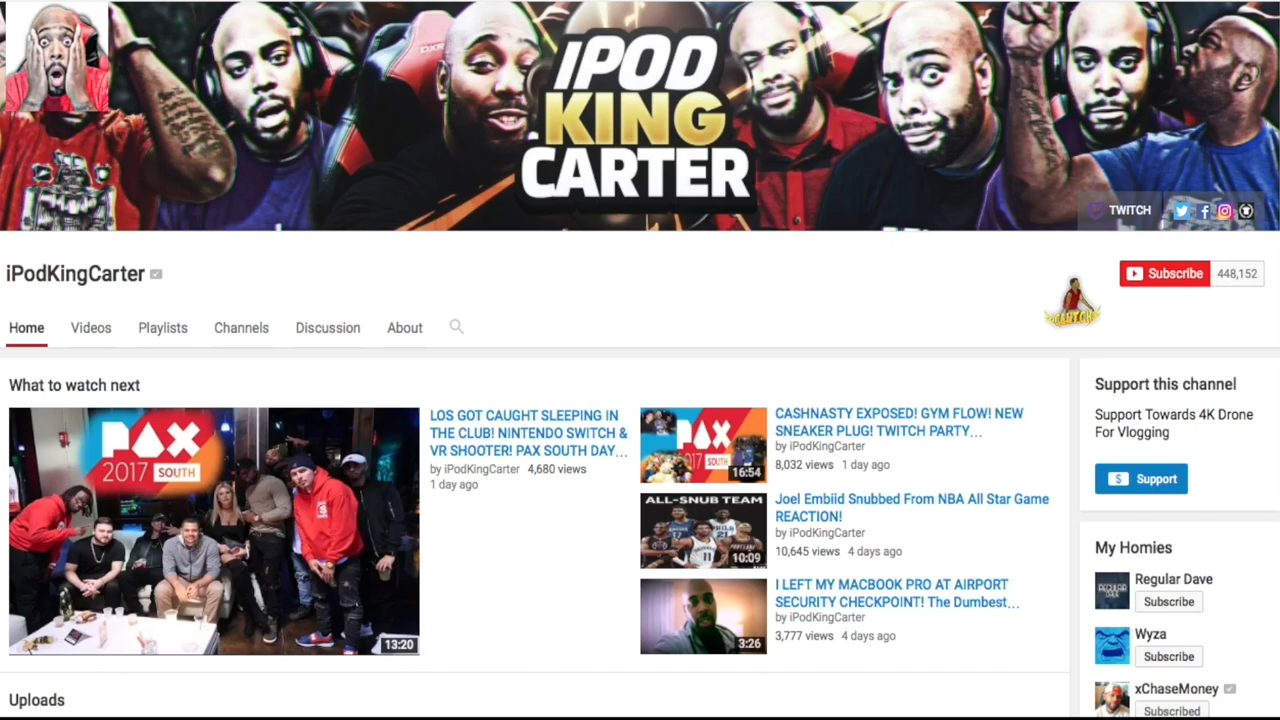 DXR
iPOD
KING
CARTER
TWITCH
iPodKingCarter
Subscribe 448,152
Home Videos Playlists Channels Discussion About
What to watch next
PAX
2017 SOUTH
13:20
LOS GOT CAUGHT SLEEPING IN
THE CLUB! NINTENDO SWITCH &
VR SHOOTER! PAX SOUTH DAY...
by iPodKingCarter 4,680 views
1 day ago
PAX
2017 SOUTH
16:54
CASHNASTY EXPOSED! GYM FLOW! NEW
SNEAKER PLUG! TWITCH PARTY...
by iPodKingCarter
8,032 views 1 day ago
ALL-SNUB TEAM
10:09
Joel Embiid Snubbed From NBA All Star Game
REACTION!
by iPodKingCarter
10,645 views 4 days ago
3:26
I LEFT MY MACBOOK PRO AT AIRPORT
SECURITY CHECKPOINT! The Dumbest...
by iPodKingCarter
3,777 views 4 days ago
Uploads
Support this channel
Support Towards 4K Drone
For Vlogging
$ Support
My Homies
Regular Dave
Subscribe
Wyza
Subscribe
xChaseMoney
Subscribed